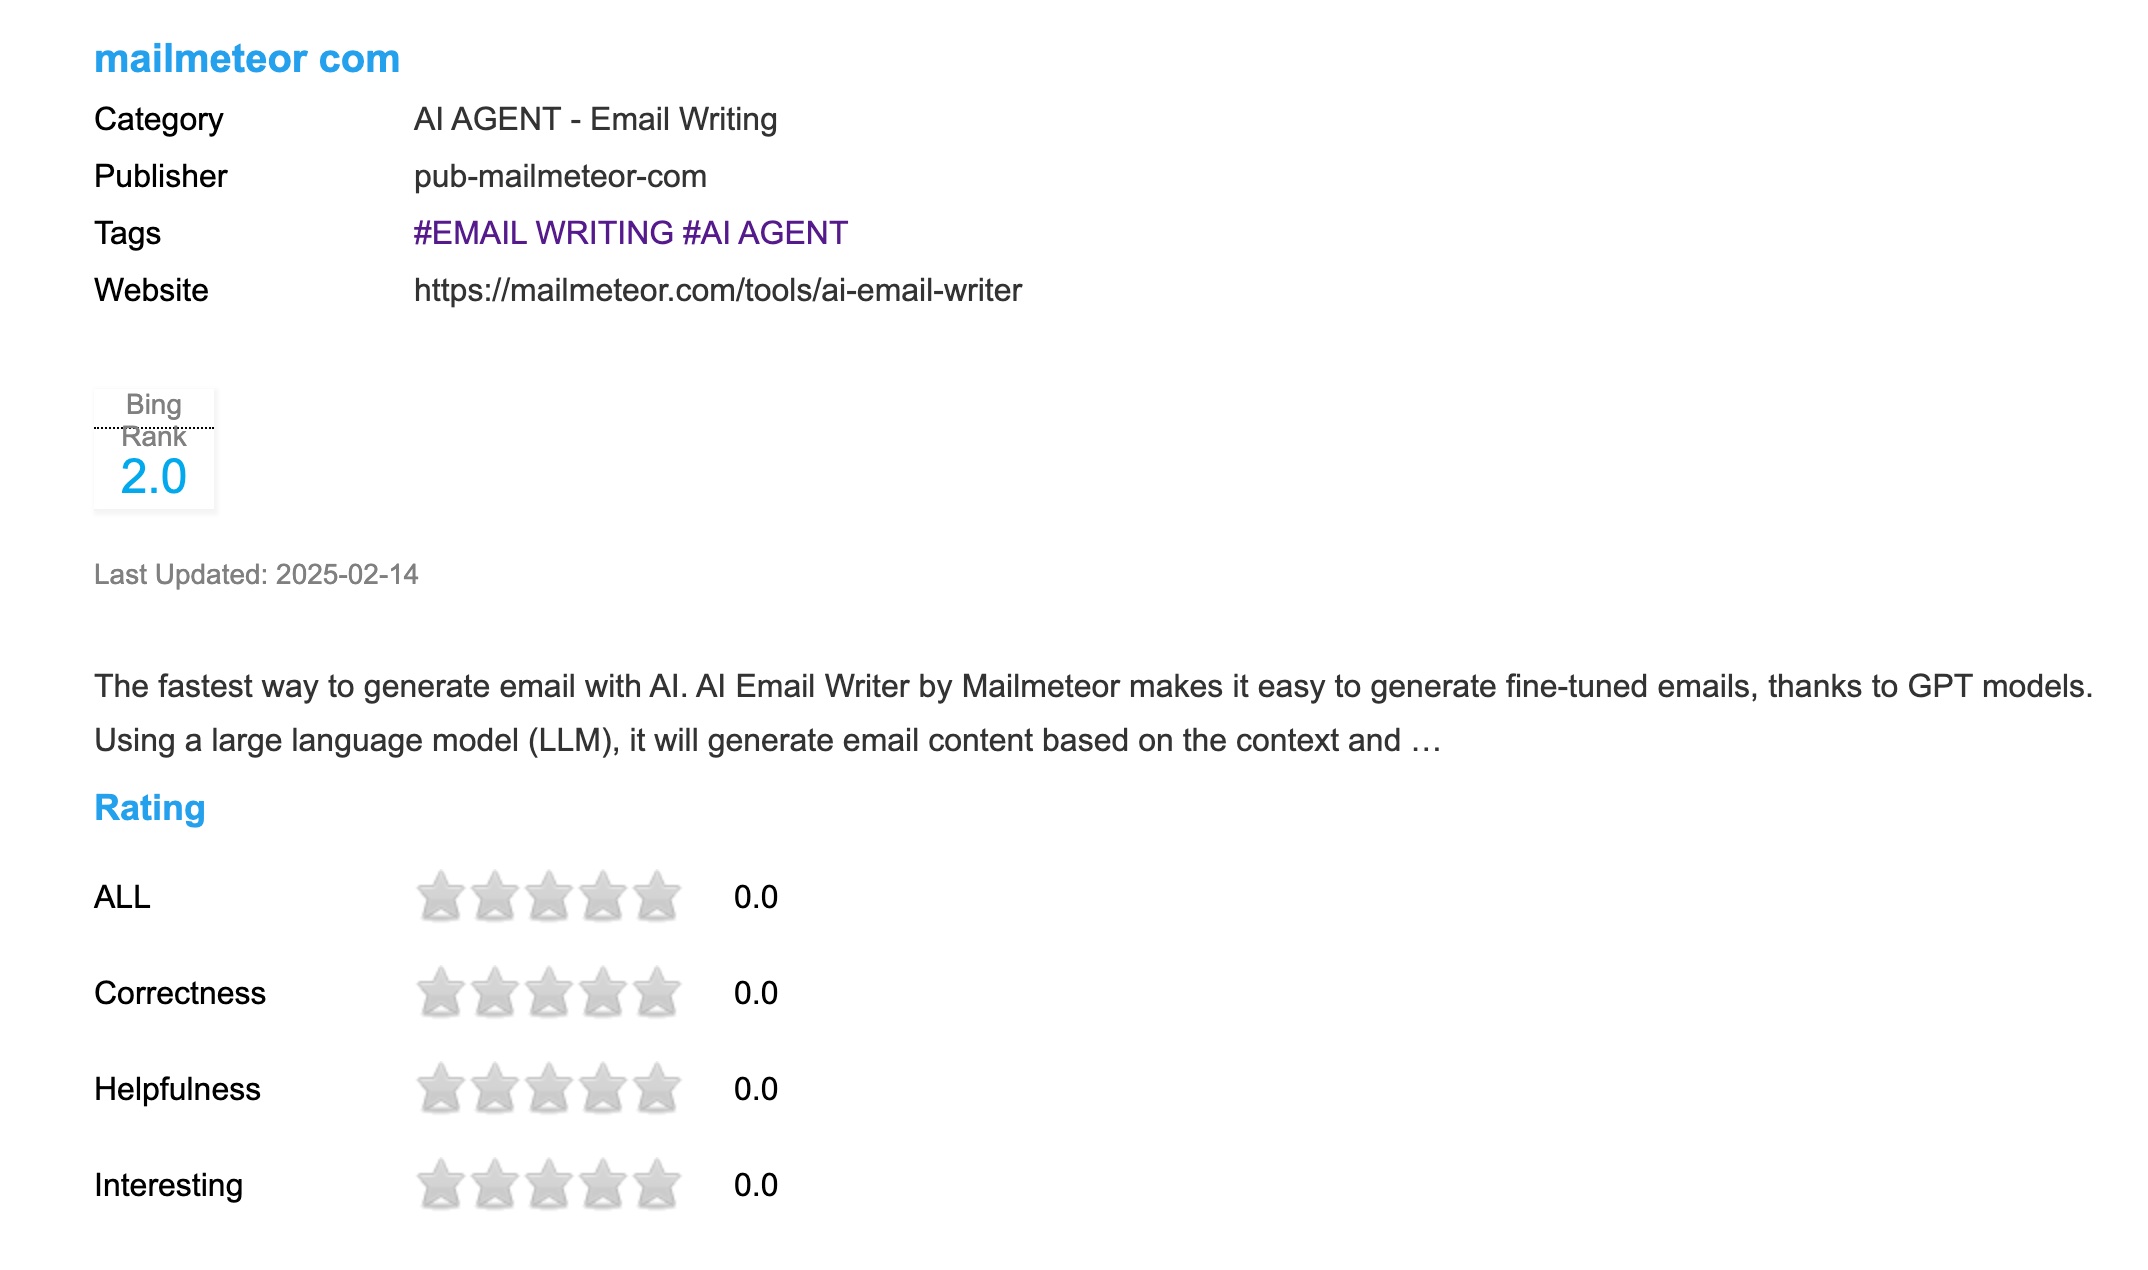 mailmeteor com
Category AI AGENT - Email Writing
Publisher pub-mailmeteor-com
Tags #EMAIL WRITING #AI AGENT
Website https://mailmeteor.com/tools/ai-email-writer
Bing
Rank
2.0
Last Updated: 2025-02-14
The fastest way to generate email with AI. AI Email Writer by Mailmeteor makes it easy to generate fine-tuned emails, thanks to GPT models.
Using a large language model (LLM), it will generate email content based on the context and …
Rating
ALL 0.0
Correctness 0.0
Helpfulness 0.0
Interesting 0.0